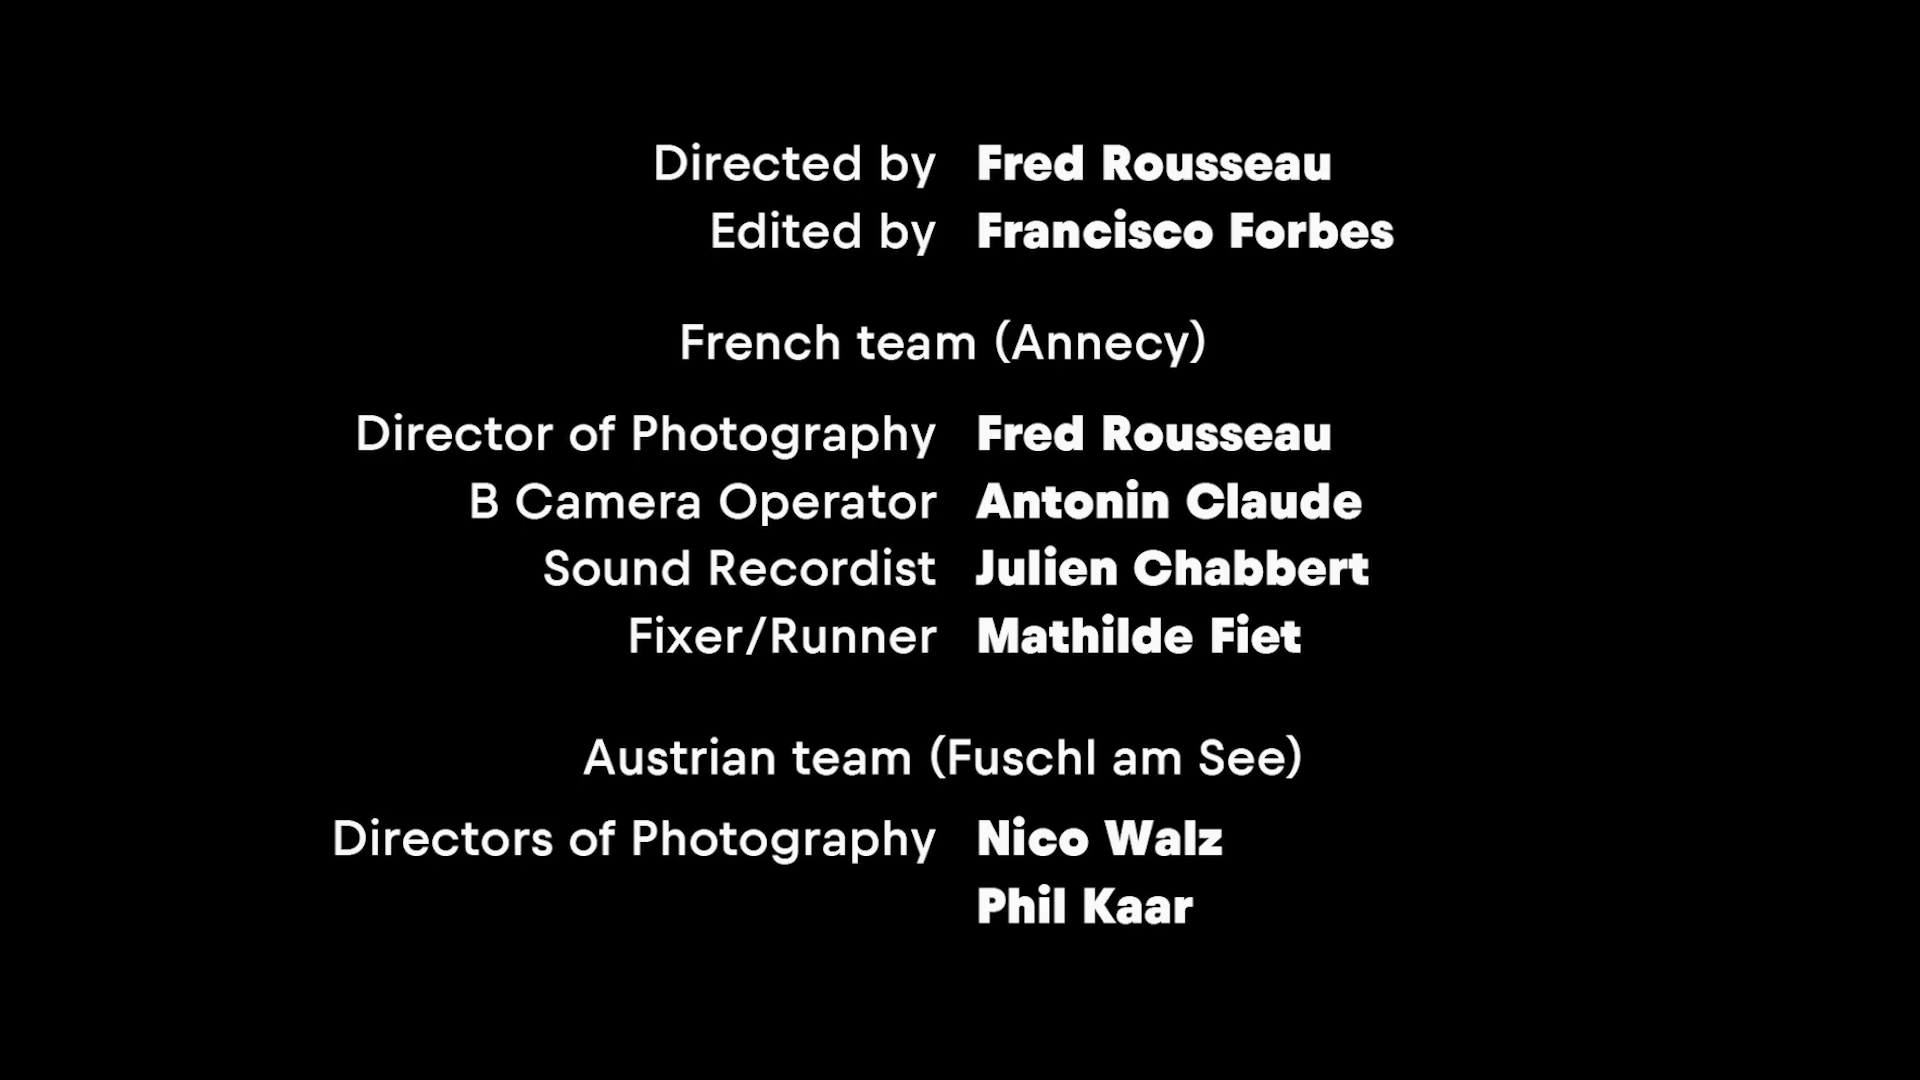 Directed by Fred Rousseau
Edited by Francisco Forbes
French team (Annecy)
Director of Photography Fred Rousseau
B Camera Operator Antonin Claude
Sound Recordist Julien Chabbert
Fixer/Runner Mathilde Fiet
Austrian team (Fuschl am See)
Directors of Photography Nico Walz
Phil Kaar